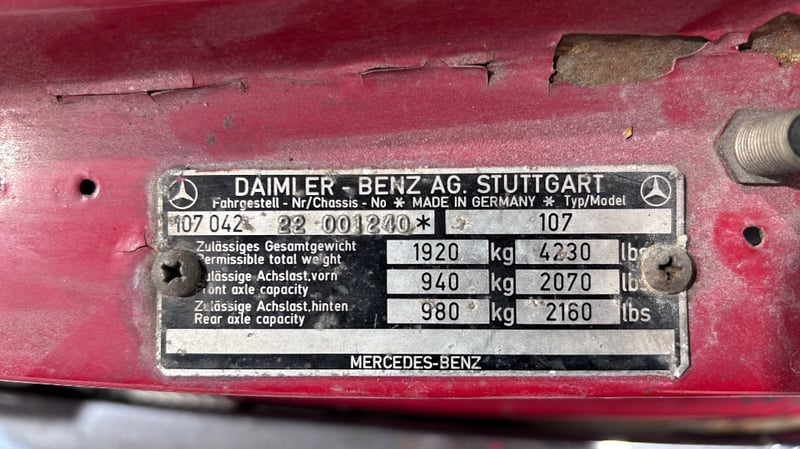 DAIMLER - BENZ AG. STUTTGART
Fahrgestell - Nr/Chassis - No * MADE IN GERMANY * Typ/Model
107 042 22 001240* 107
Zulässiges Gesamtgewicht
Permissible total weight
1920 kg 4230 lbs
Zulässige Achslast,vorn
Front axle capacity
940 kg 2070 lbs
Zulässige Achslast,hinten
Rear axle capacity
980 kg 2160 lbs
MERCEDES-BENZ